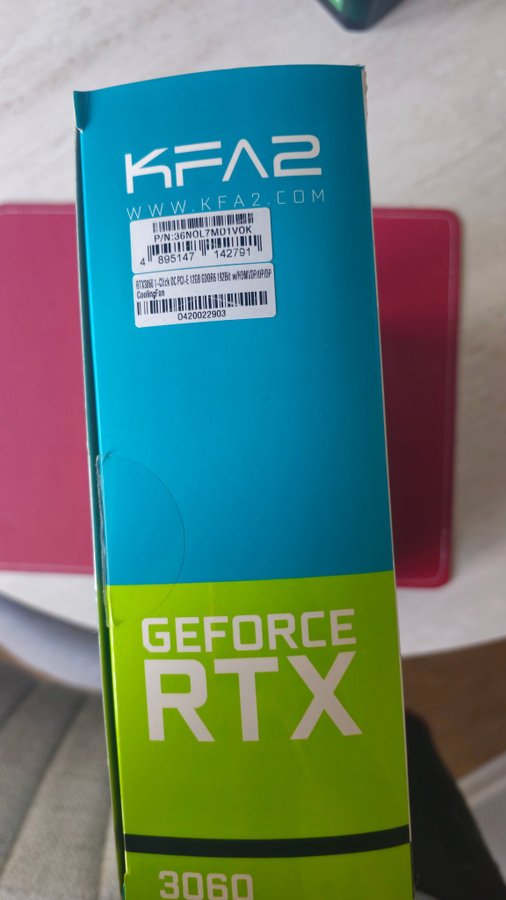 KFA2
WWW.KFA2.COM
P/N:36NOL7MD1VOK
4 895147 142791
RTX3060 1-Click OC PCI-E 12GB GDDR6 192Bit w/HDMI/DP/DP/DP
CoolingFan
0420022903
GEFORCE
RTX
3060